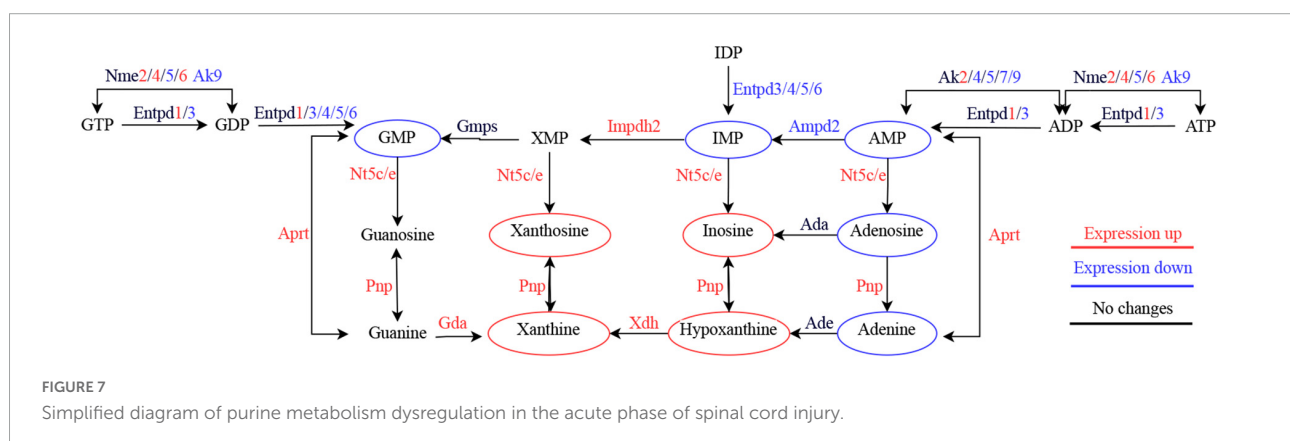 IDP
Nme2/4/5/6 Ak9
Ak2/4/5/7/9
Nme2/4/5/6 Ak9
Entpd3/4/5/6
GTP
Entpd1/3
GDP
Entpd1/3/4/5/6
GMP
Gmps
XMP
Impdh2
IMP
Ampd2
AMP
Entpd1/3
ADP
Entpd1/3
ATP
Nt5c/e
Nt5c/e
Nt5c/e
Nt5c/e
Aprt
Guanosine
Xanthosine
Inosine
Ada
Adenosine
Aprt
Expression up
Expression down
No changes
Pnp
Pnp
Pnp
Pnp
Guanine
Gda
Xanthine
Xdh
Hypoxanthine
Ade
Adenine
FIGURE 7
Simplified diagram of purine metabolism dysregulation in the acute phase of spinal cord injury.